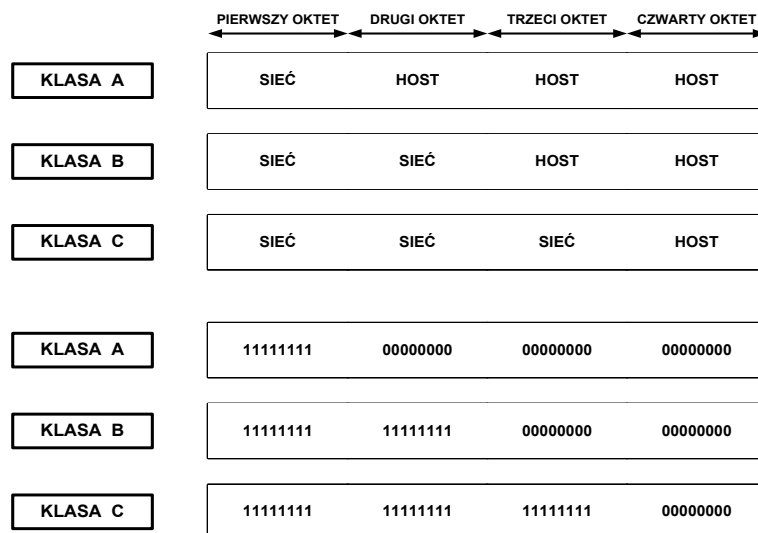 PIERWSZY OKTET DRUGI OKTET TRZECI OKTET CZWARTY OKTET
KLASA A SIEĆ HOST HOST HOST
KLASA B SIEĆ SIEĆ HOST HOST
KLASA C SIEĆ SIEĆ SIEĆ HOST
KLASA A 11111111 00000000 00000000 00000000
KLASA B 11111111 11111111 00000000 00000000
KLASA C 11111111 11111111 11111111 00000000